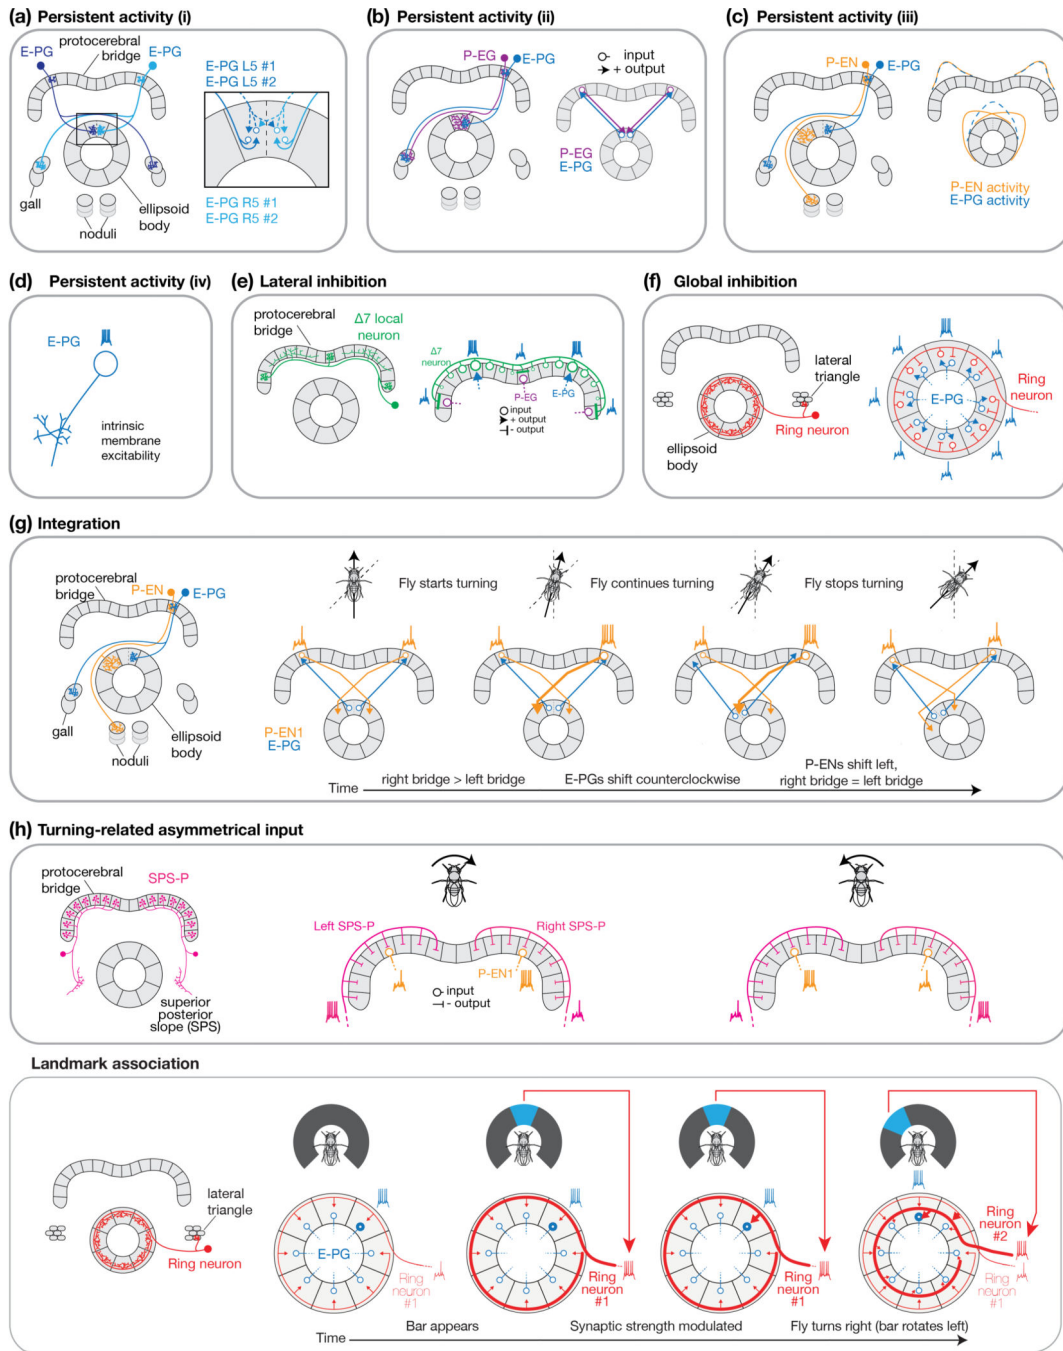 (a) Persistent activity (i)
E-PG
protocerebral
bridge
E-PG
E-PG L5 #1
E-PG L5 #2
E-PG R5 #1
E-PG R5 #2
gall
noduli
ellipsoid
body
(b) Persistent activity (ii)
P-EG
E-PG
input
+ output
P-EG
E-PG
(c) Persistent activity (iii)
P-EN
E-PG
P-EN activity
E-PG activity
(d) Persistent activity (iv)
E-PG
intrinsic
membrane
excitability
(e) Lateral inhibition
protocerebral
bridge
Δ7 local
neuron
Δ7
neuron
P-EG
E-PG
input
+ output
- output
(f) Global inhibition
lateral
triangle
Ring neuron
ellipsoid
body
E-PG
Ring
neuron
(g) Integration
protocerebral
bridge
P-EN
E-PG
gall
noduli
ellipsoid
body
Fly starts turning
Fly continues turning
Fly stops turning
P-EN1
E-PG
Time
right bridge > left bridge
E-PGs shift counterclockwise
P-ENs shift left,
right bridge = left bridge
(h) Turning-related asymmetrical input
protocerebral
bridge
SPS-P
superior
posterior
slope (SPS)
Left SPS-P
Right SPS-P
P-EN1
input
- output
Landmark association
lateral
triangle
Ring neuron
E-PG
Ring
neuron
#1
Ring
neuron
#1
Ring
neuron
#1
Ring
neuron
#2
Ring
neuron
#1
Time
Bar appears
Synaptic strength modulated
Fly turns right (bar rotates left)